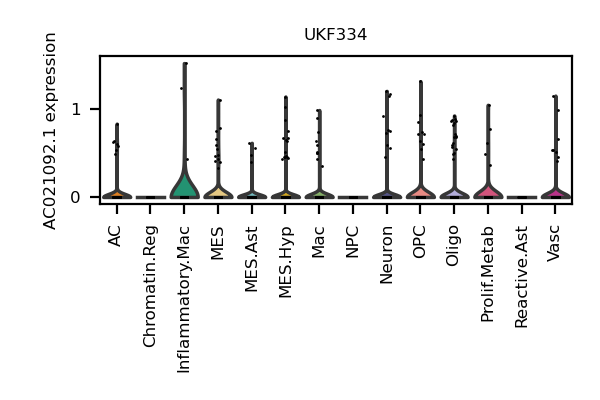 UKF334
AC021092.1 expression
1
0
AC
Chromatin.Reg
Inflammatory.Mac
MES
MES.Ast
MES.Hyp
Mac
NPC
Neuron
OPC
Oligo
Prolif.Metab
Reactive.Ast
Vasc